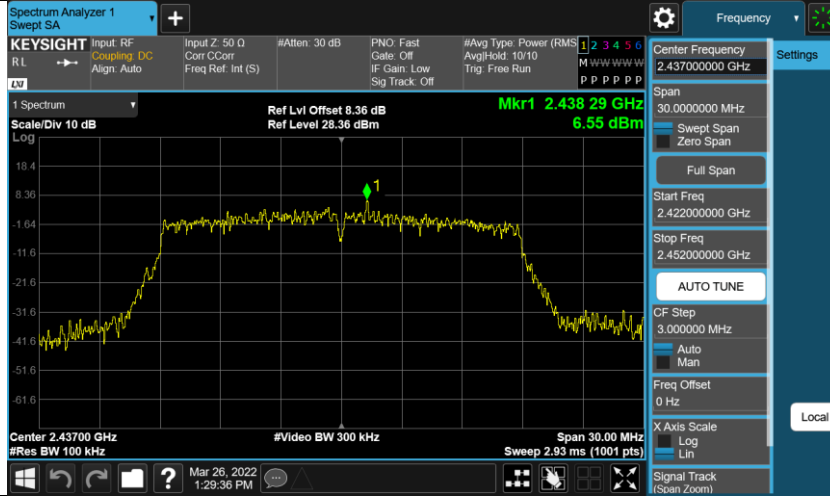 Spectrum Analyzer 1
Swept SA
+
Frequency
KEYSIGHT
R L
LXI
Input: RF
Coupling: DC
Align: Auto
Input Z: 50 Ω
Corr CCorr
Freq Ref: Int (S)
#Atten: 30 dB
PNO: Fast
Gate: Off
IF Gain: Low
Sig Track: Off
#Avg Type: Power (RMS
Avg|Hold: 10/10
Trig: Free Run
1 2 3 4 5 6
M W W W W W
P P P P P P
1 Spectrum
Scale/Div 10 dB
Log
Ref Lvl Offset 8.36 dB
Ref Level 28.36 dBm
Mkr1 2.438 29 GHz
6.55 dBm
1
18.4
8.36
-1.64
-11.6
-21.6
-31.6
-41.6
-51.6
-61.6
Center 2.43700 GHz
#Res BW 100 kHz
#Video BW 300 kHz
Span 30.00 MHz
Sweep 2.93 ms (1001 pts)
Center Frequency
2.437000000 GHz
Settings
Span
30.0000000 MHz
Swept Span
Zero Span
Full Span
Start Freq
2.422000000 GHz
Stop Freq
2.452000000 GHz
AUTO TUNE
CF Step
3.000000 MHz
Auto
Man
Freq Offset
0 Hz
X Axis Scale
Log
Lin
Local
Signal Track
(Span Zoom)
?
Mar 26, 2022
1:29:36 PM